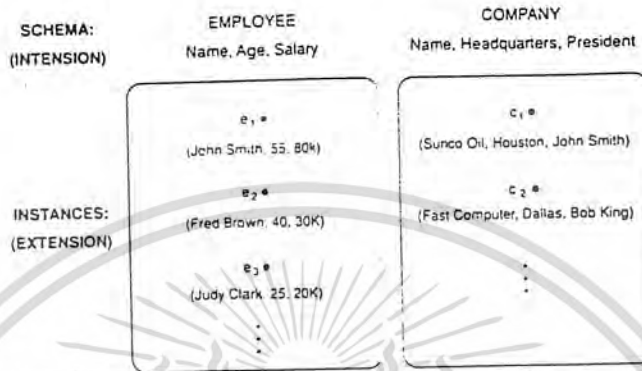 SCHEMA:
(INTENSION)
EMPLOYEE
Name, Age, Salary
COMPANY
Name, Headquarters, President
INSTANCES:
(EXTENSION)
e₁ •
(John Smith, 55, 80k)
e₂ •
(Fred Brown, 40, 30K)
e₃ •
(Judy Clark, 25, 20K)
c₁ •
(Sunco Oil, Houston, John Smith)
c₂ •
(Fast Computer, Dallas, Bob King)